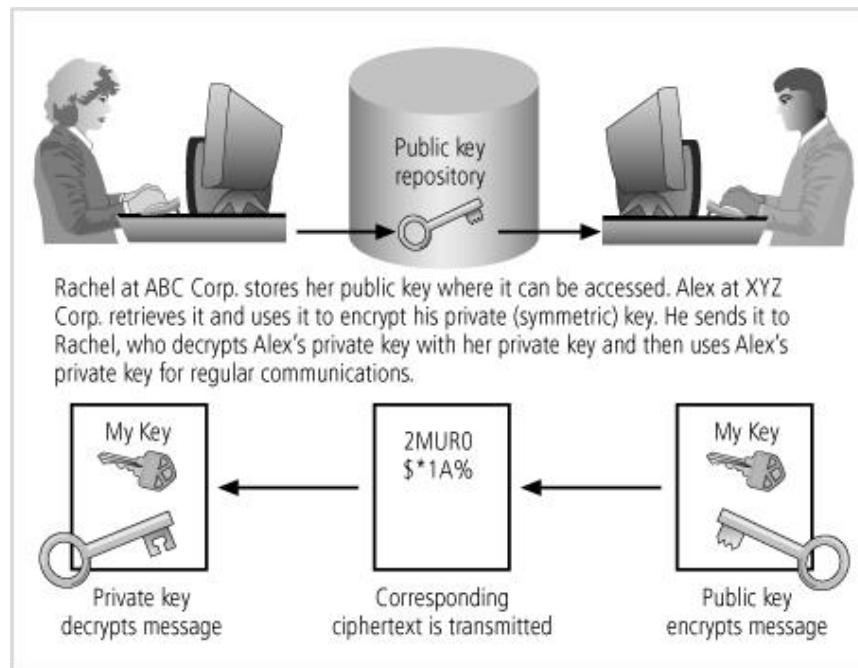 Public key
repository
Rachel at ABC Corp. stores her public key where it can be accessed. Alex at XYZ
Corp. retrieves it and uses it to encrypt his private (symmetric) key. He sends it to
Rachel, who decrypts Alex's private key with her private key and then uses Alex's
private key for regular communications.
My Key
2MUR0
$*1A%
My Key
Private key
decrypts message
Corresponding
ciphertext is transmitted
Public key
encrypts message